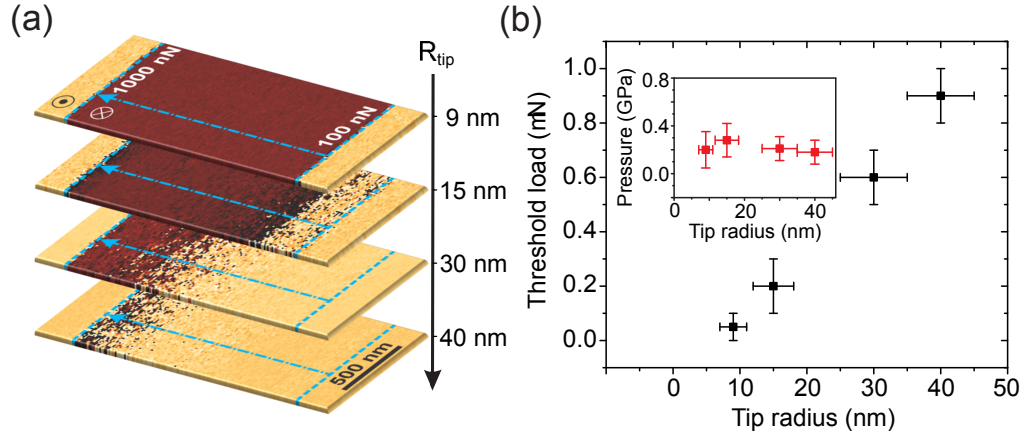 (a)
R_tip
1000 nN
100 nN
9 nm
15 nm
30 nm
40 nm
500 nm
(b)
Threshold load (mN)
1.0
0.8
0.6
0.4
0.2
0.0
0 10 20 30 40 50
Tip radius (nm)
Pressure (GPa)
0.8
0.4
0.0
0 20 40
Tip radius (nm)